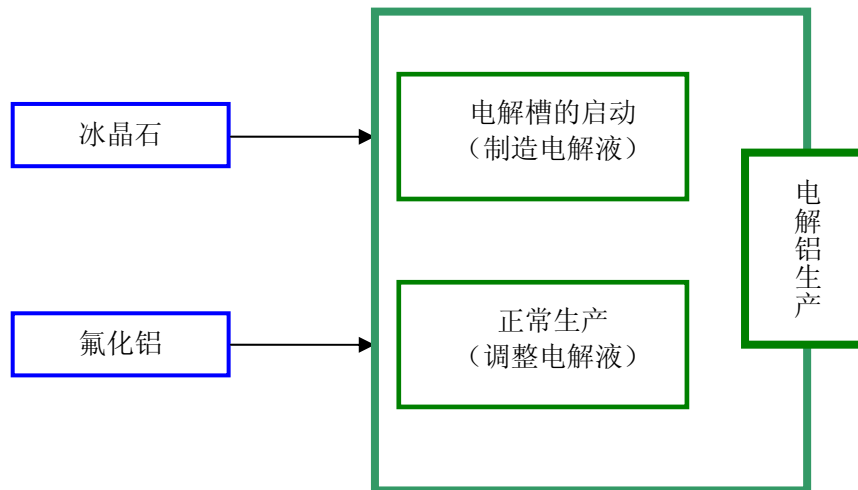 冰晶石
电解槽的启动
（制造电解液）
氟化铝
正常生产
（调整电解液）
电解铝生产